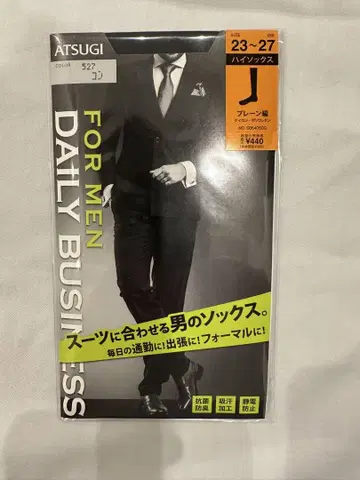 ATSUGI
527
コン
SIZE
23~27
ハイソックス
プレーン編
¥440
FOR MEN
DAILY BUSINESS
スーツに合わせる男のソックス。
毎日の通勤に!出張に!フォーマルに!
抗菌
防臭
吸汗
加工
静電
防止